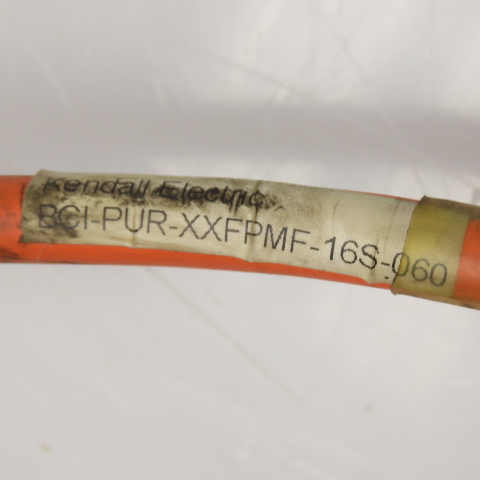 Kendall Electric
BCI-PUR-XXFPMF-16S-060